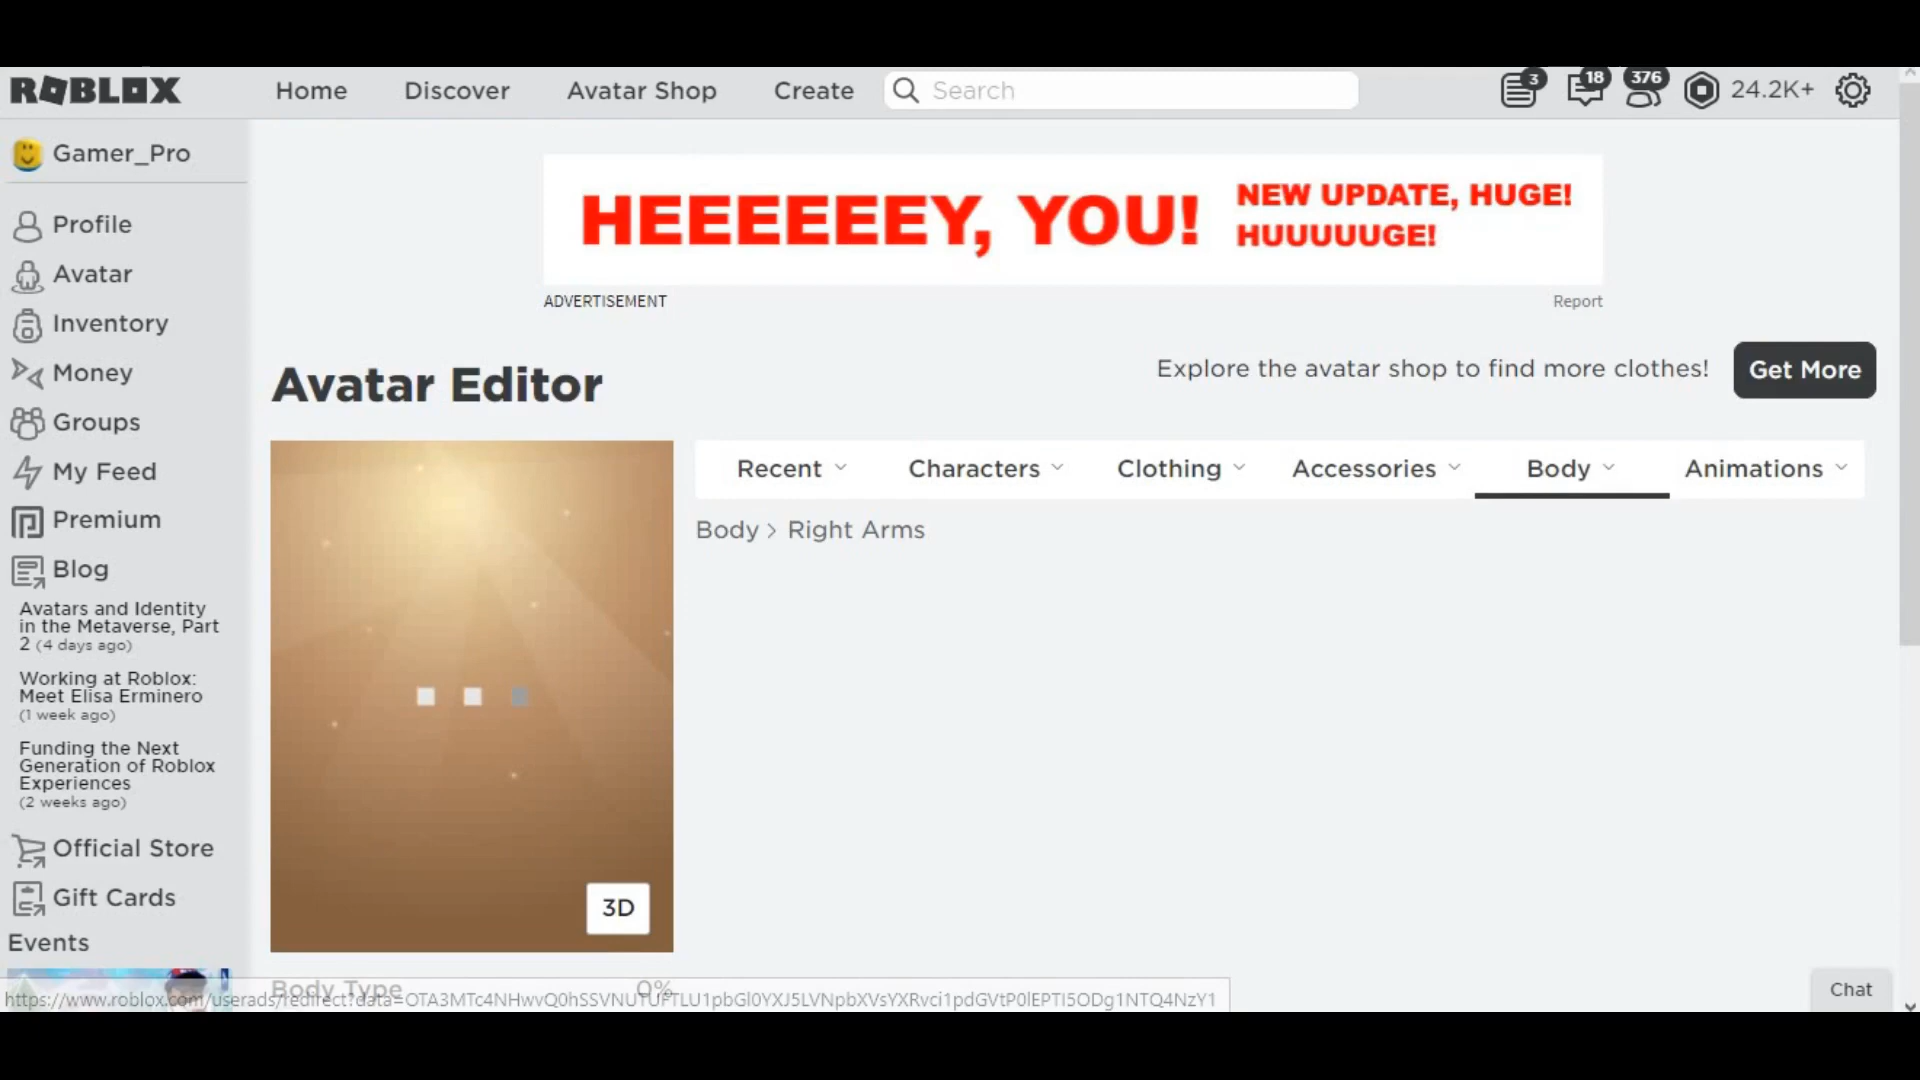 ROBLOX
Home
Discover
Avatar Shop
Create
Search
3
18
376
24.2K+
Gamer_Pro
Profile
Avatar
Inventory
Money
Groups
My Feed
Premium
Blog
Avatars and Identity
in the Metaverse, Part
2 (4 days ago)
Working at Roblox:
Meet Elisa Erminero
(1 week ago)
Funding the Next
Generation of Roblox
Experiences
(2 weeks ago)
Official Store
Gift Cards
Events
HEEEEEEY, YOU!
NEW UPDATE, HUGE!
HUUUUUGE!
ADVERTISEMENT
Report
Avatar Editor
Explore the avatar shop to find more clothes!
Get More
Recent
Characters
Clothing
Accessories
Body
Animations
Body > Right Arms
3D
Body Type
0%
Chat